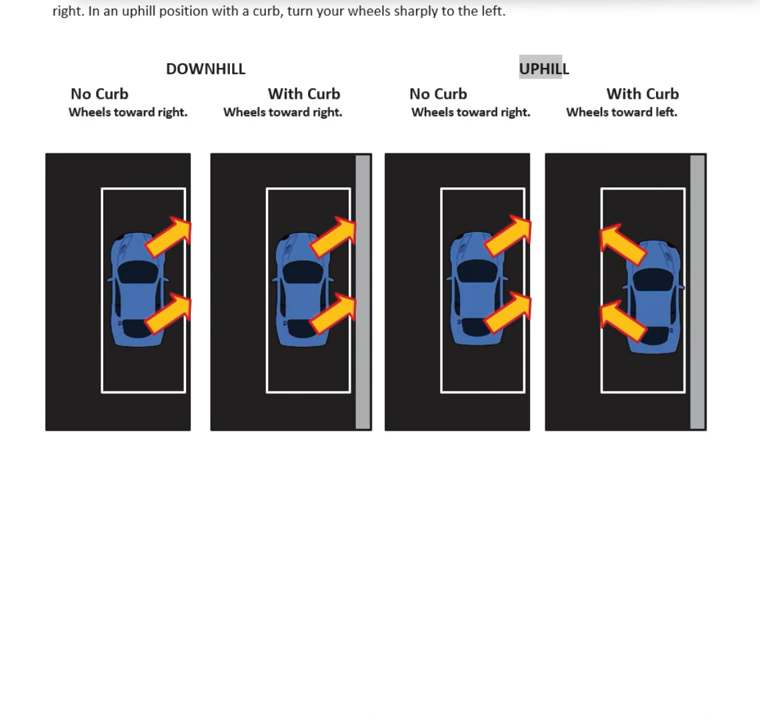 right. In an uphill position with a curb, turn your wheels sharply to the left.
DOWNHILL
UPHILL
No Curb
With Curb
No Curb
With Curb
Wheels toward right.
Wheels toward right.
Wheels toward right.
Wheels toward left.